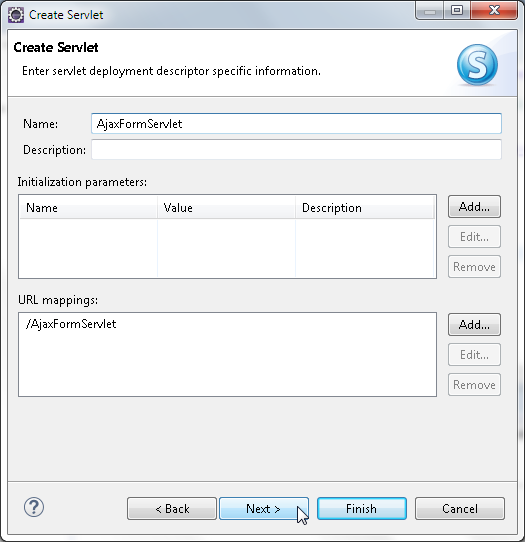 Create Servlet
Create Servlet
Enter servlet deployment descriptor specific information.
S
Name: AjaxFormServlet
Description:
Initialization parameters:
Name Value Description
Add...
Edit...
Remove
URL mappings:
/AjaxFormServlet
Add...
Edit...
Remove
? < Back Next > Finish Cancel